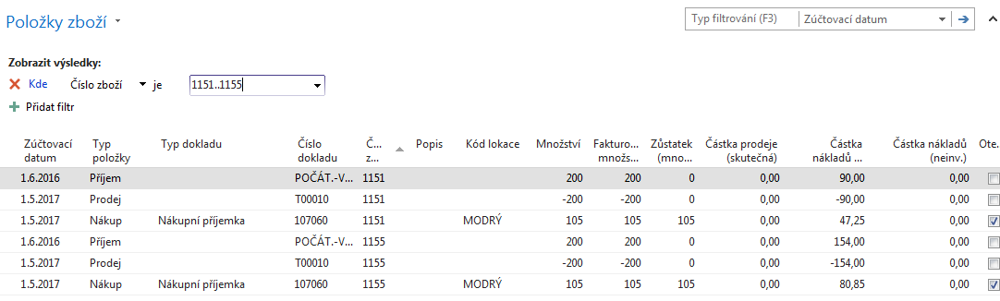 Položky zboží
Typ filtrování (F3) Zúčtovací datum
Zobrazit výsledky:
Kde Číslo zboží je 1151..1155
Přidat filtr
Zúčtovací datum Typ položky Typ dokladu Číslo dokladu Č... z... Popis Kód lokace Množství Fakturo... množs... Zůstatek (mno... Částka prodeje (skutečná) Částka nákladů ... Částka nákladů (neinv.) Ote.
1.6.2016 Příjem POČÁT.-V... 1151 200 200 0 0,00 90,00 0,00
1.5.2017 Prodej T00010 1151 -200 -200 0 0,00 -90,00 0,00
1.5.2017 Nákup Nákupní příjemka 107060 1151 MODRÝ 105 105 105 0,00 47,25 0,00
1.6.2016 Příjem POČÁT.-V... 1155 200 200 0 0,00 154,00 0,00
1.5.2017 Prodej T00010 1155 -200 -200 0 0,00 -154,00 0,00
1.5.2017 Nákup Nákupní příjemka 107060 1155 MODRÝ 105 105 105 0,00 80,85 0,00